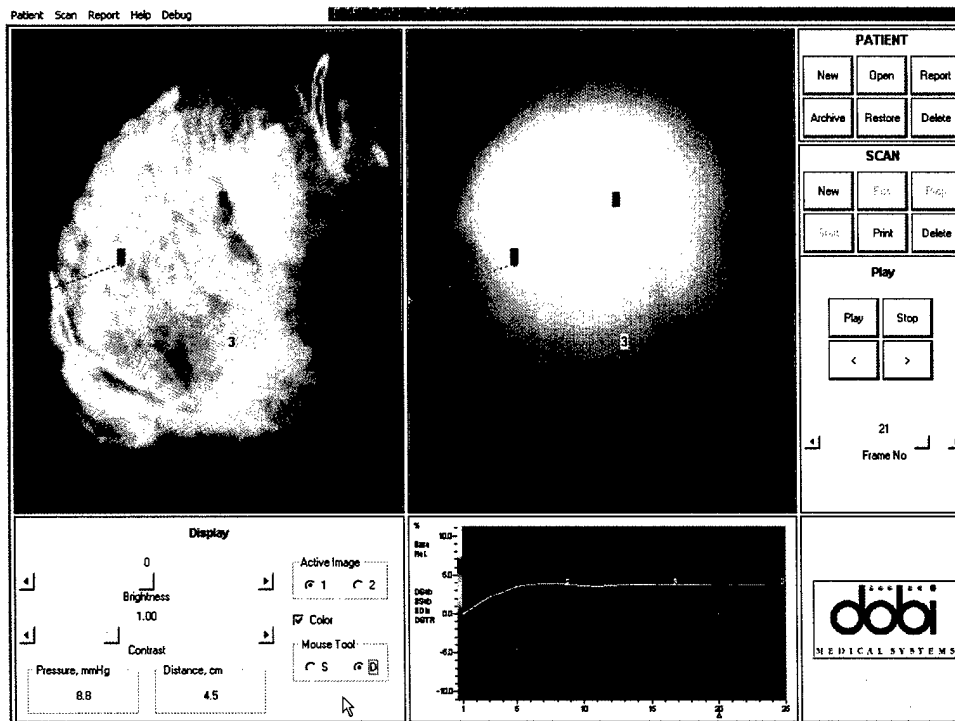 Patient Scan Report Help Debug
PATIENT
New Open Report
Archive Restore Delete
SCAN
New
Print Delete
Play
Play Stop
< >
21
Frame No
3
3
Display
0
Brightness
1.00
Contrast
Active Image
1 2
Color
Mouse Tool
S D
Pressure, mmHg
8.8
Distance, cm
4.5
%
10.0
5.0
0.0
-5.0
-10.0
1 5 10 15 20 25
dobi
MEDICAL SYSTEMS